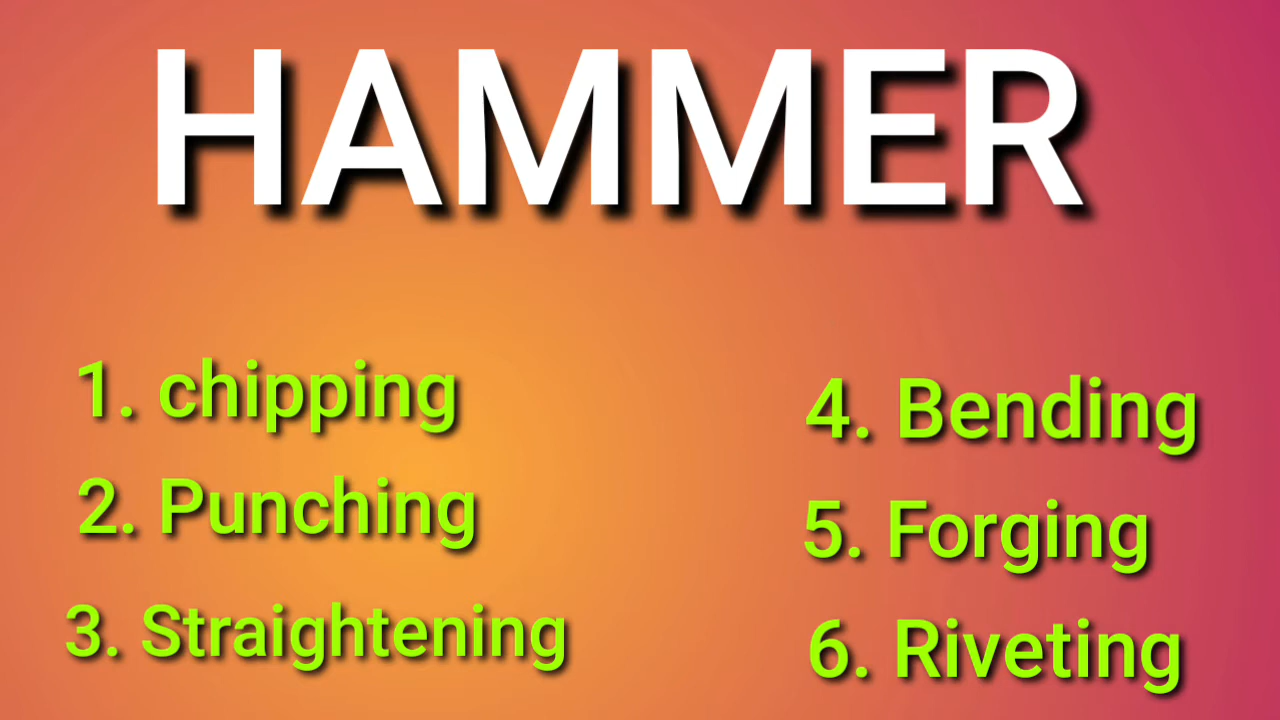 HAMMER
1. chipping
2. Punching
3. Straightening
4. Bending
5. Forging
6. Riveting